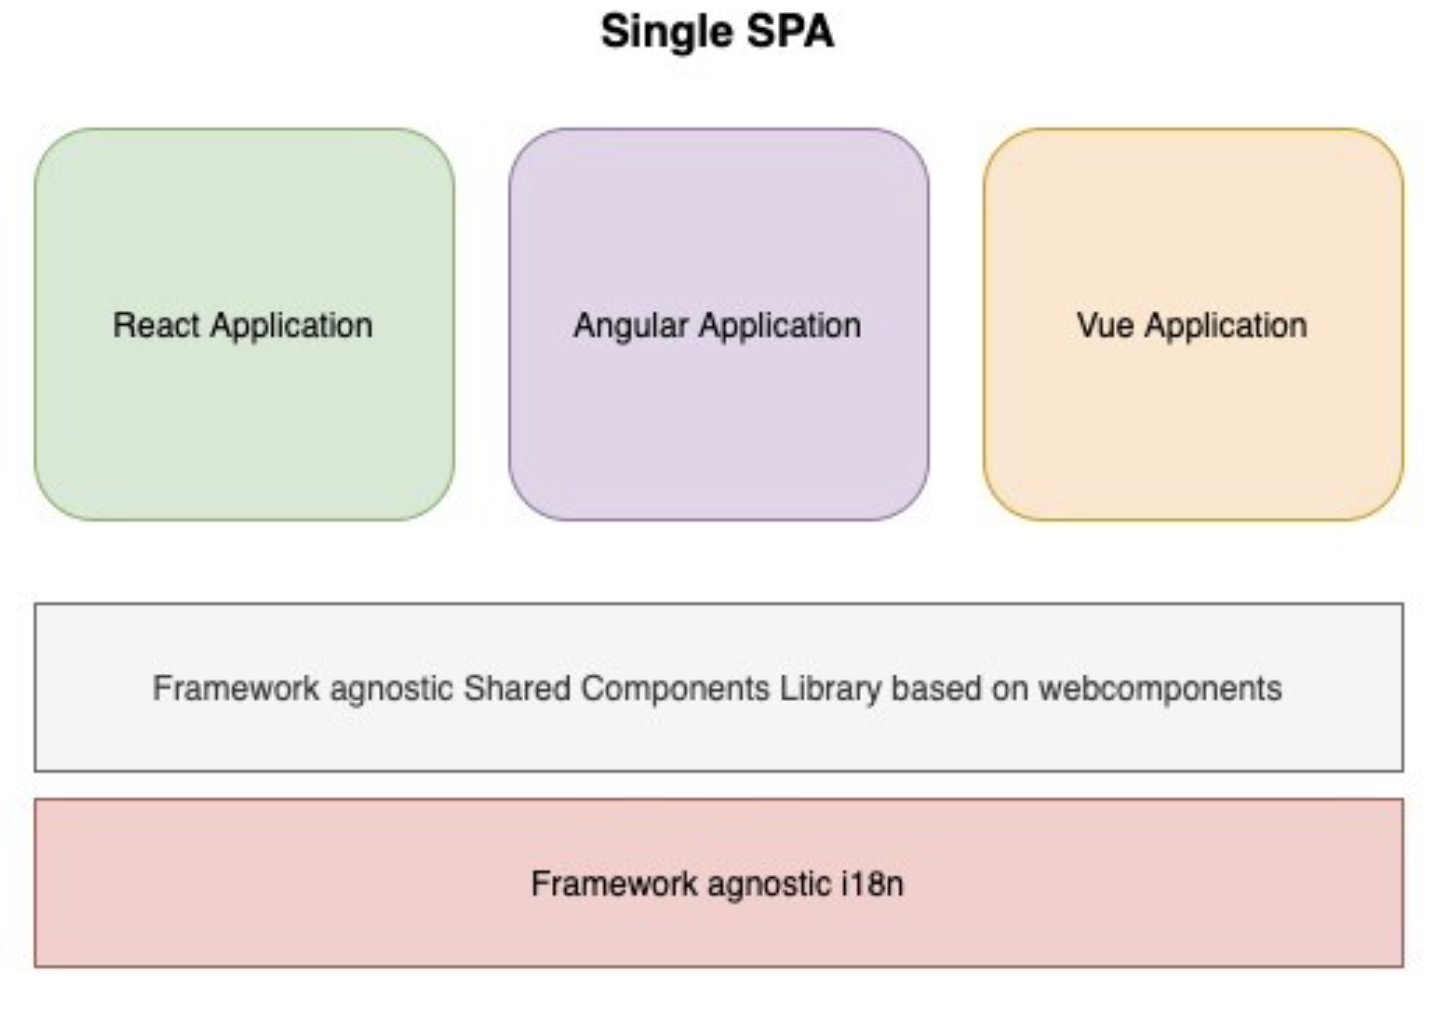 Single SPA
React Application
Angular Application
Vue Application
Framework agnostic Shared Components Library based on webcomponents
Framework agnostic i18n